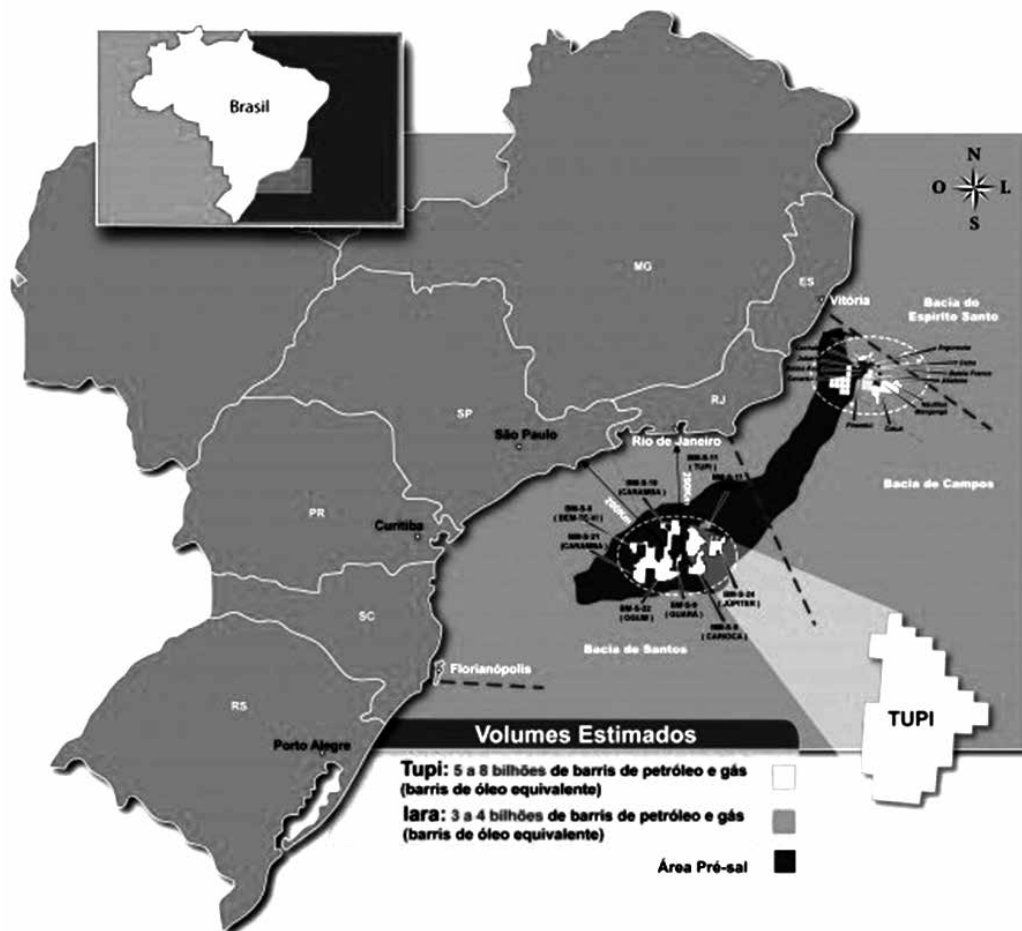 Brasil
N
O L
S
MG
ES
Vitória
Bacia do
Espírito Santo
RJ
SP
São Paulo
Rio de Janeiro
BM-S-11
( TUPI )
BM-S-10
(CARAMBA)
200Km
Bacia de Campos
BM-S-21
(CARAMBA)
PR
Curitiba
BM-S-24
( JÚPITER )
BM-S-22
BM-S-9
( GUARÁ )
( CARIOCA )
SC
Bacia de Santos
Florianópolis
RS
Porto Alegre
TUPI
Volumes Estimados
Tupi: 5 a 8 bilhões de barris de petróleo e gás
(barris de óleo equivalente)
Iara: 3 a 4 bilhões de barris de petróleo e gás
(barris de óleo equivalente)
Área Pré-sal